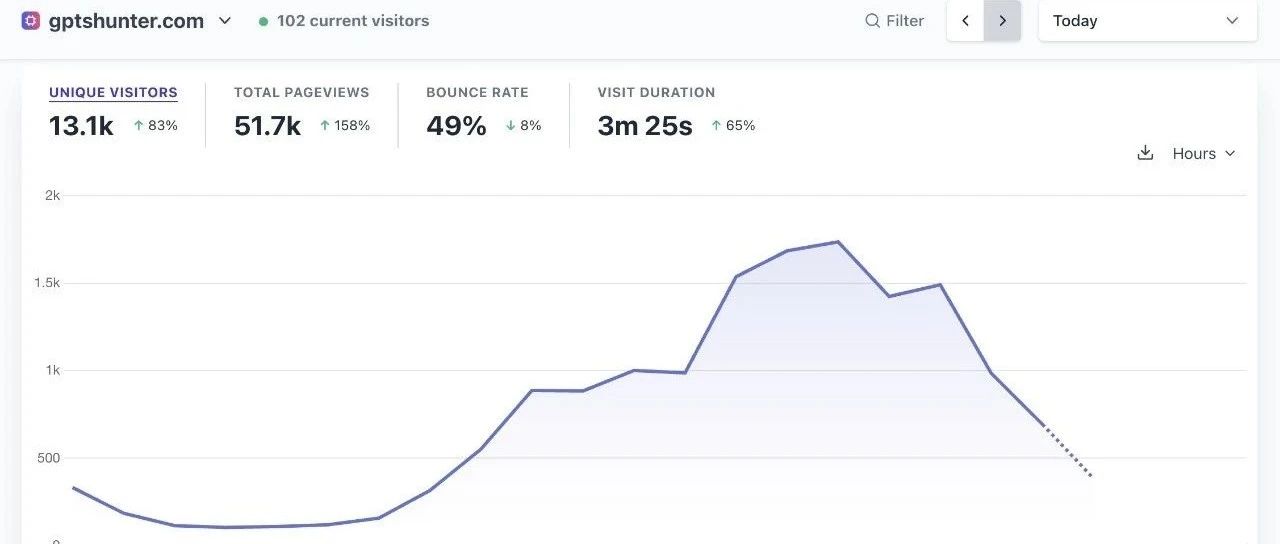 gptshunter.com 102 current visitors Filter Today
UNIQUE VISITORS TOTAL PAGEVIEWS BOUNCE RATE VISIT DURATION
13.1k ↑ 83% 51.7k ↑ 158% 49% ↓ 8% 3m 25s ↑ 65%
Hours
2k
1.5k
1k
500
0